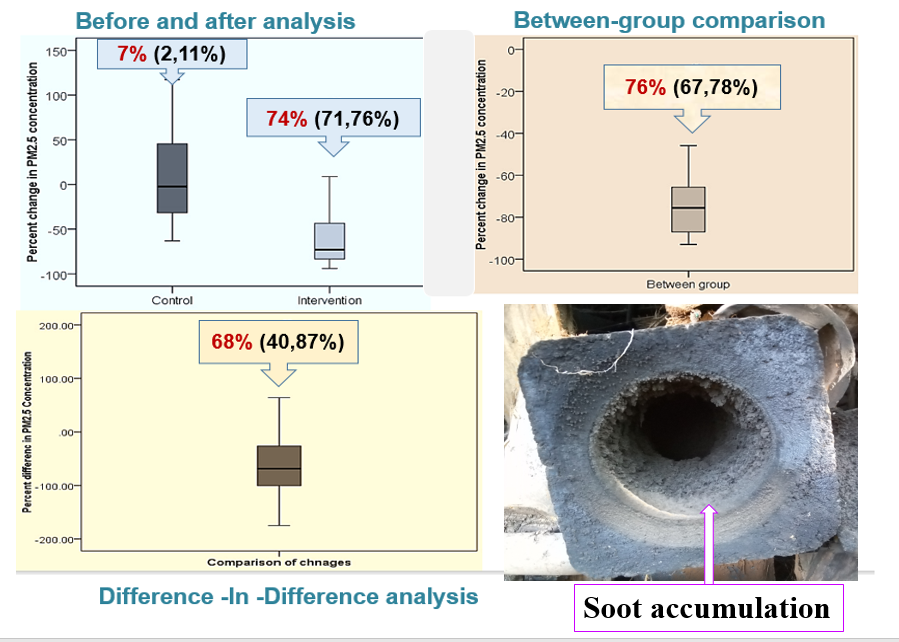 Before and after analysis
Between-group comparison
Percent change in PM2.5 concentration
150
100
50
0
-50
-100
7% (2,11%)
74% (71,76%)
Control
Intervention
Percent change in PM2.5 concentration
0
-20
-40
-60
-80
-100
76% (67,78%)
Between group
Percent differenc in PM2.5 Concentration
200.00
100.00
.00
-100.00
-200.00
68% (40,87%)
Comparison of chnages
Difference -In -Difference analysis
Soot accumulation